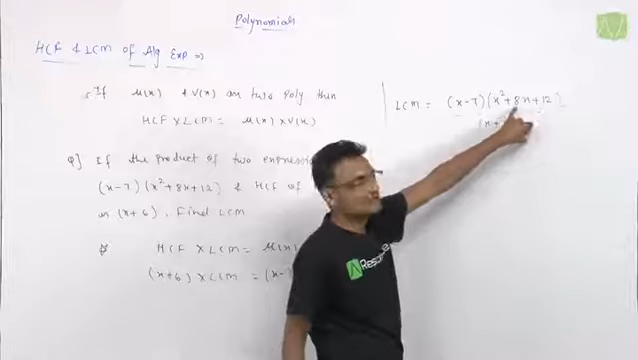 Polynomials
HCF & LCM of Alg Exp ⇒
If u(x) & v(x) are two Poly then
HCF × LCM = u(x) × v(x)
Q] If the product of two expressi
(x-7)(x²+8x+12) & HCF of
is (x+6). Find LCM
HCF × LCM = u(x)
(x+6) × LCM = (x-7
LCM = (x-7)(x²+8x+12)
(x+
Reso